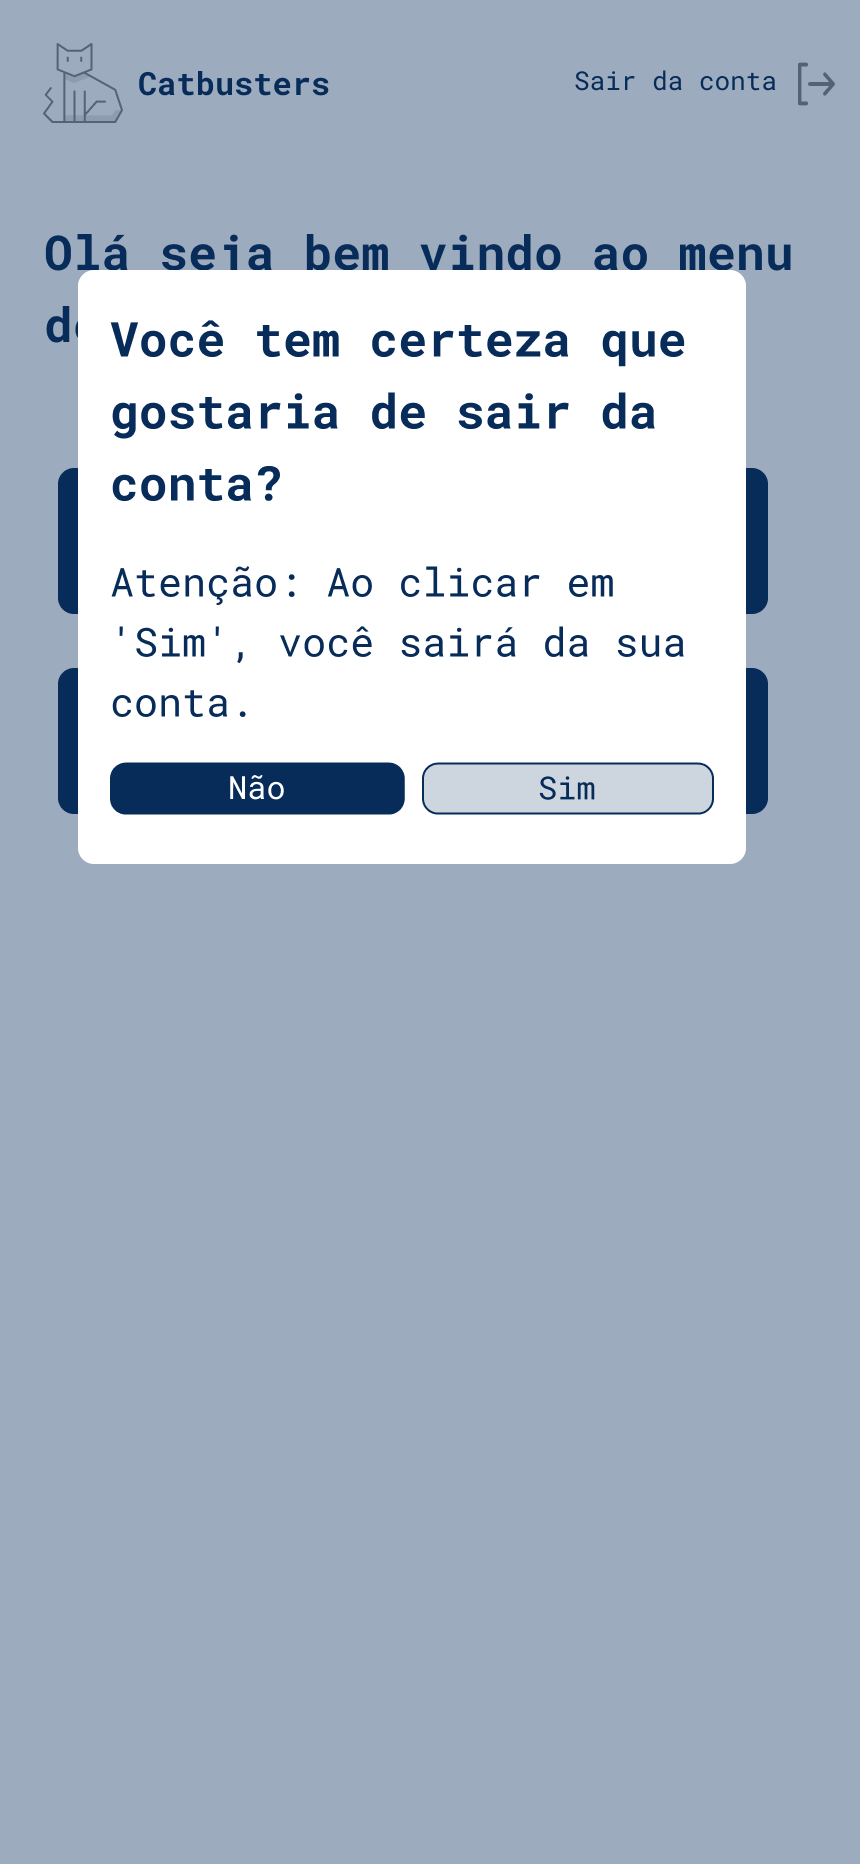 Catbusters
Sair da conta
Olá seja bem vindo ao menu
Você tem certeza que
gostaria de sair da
conta?
Atenção: Ao clicar em
'Sim', você sairá da sua
conta.
Não
Sim